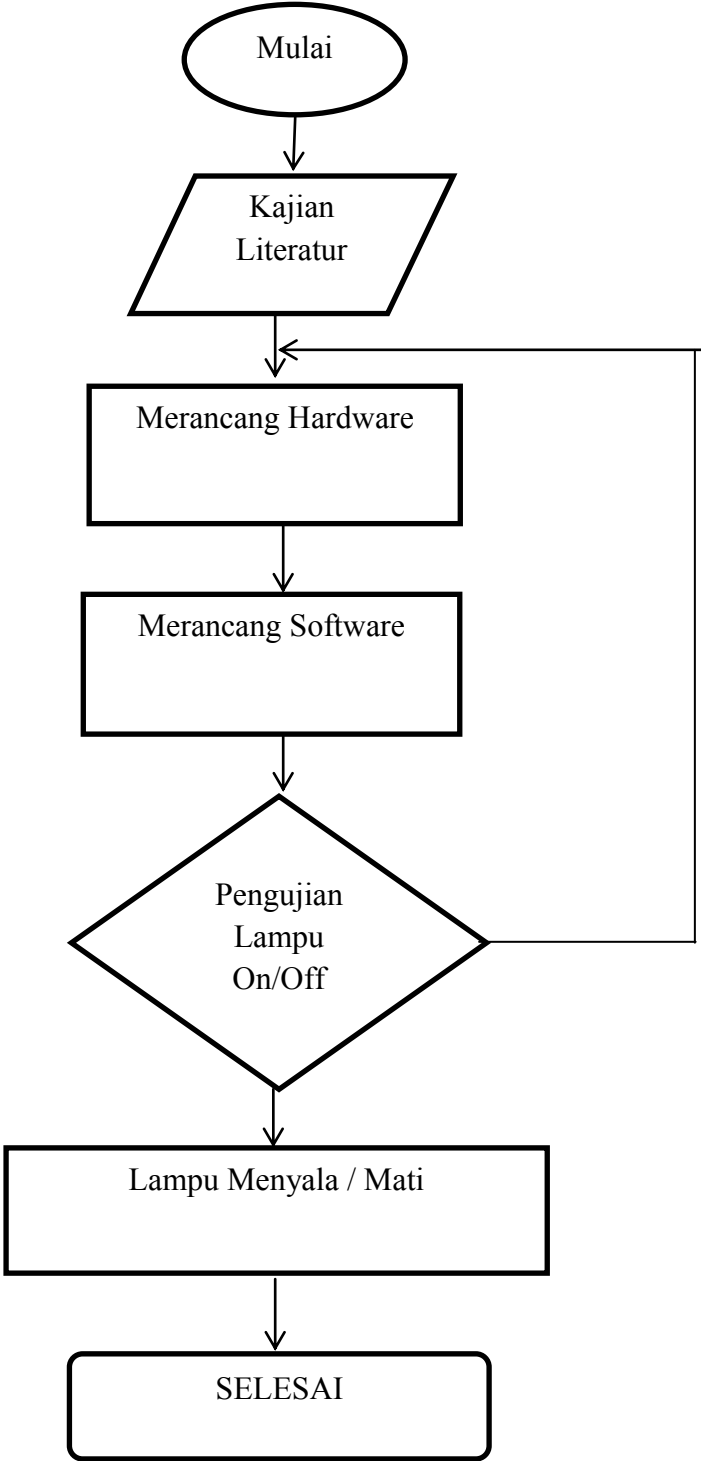 Mulai
Kajian
Literatur
Merancang Hardware
Merancang Software
Pengujian
Lampu
On/Off
Lampu Menyala / Mati
SELESAI